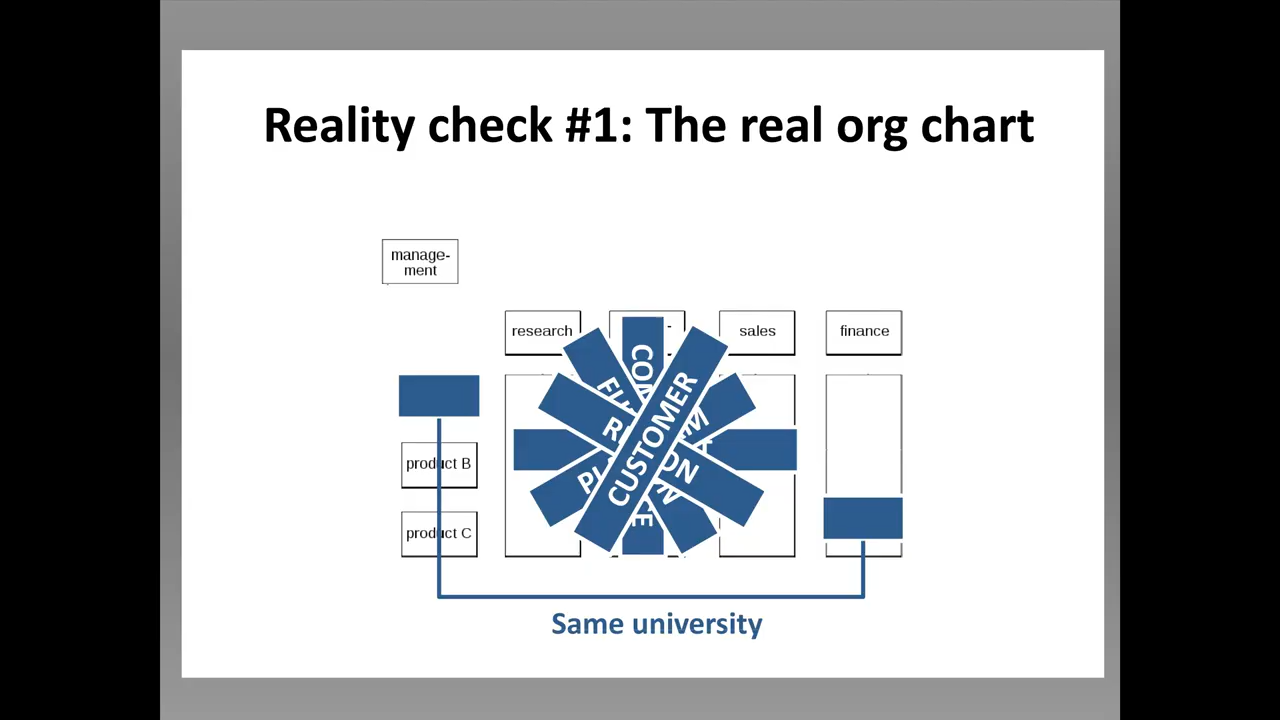 Reality check #1: The real org chart
manage-
ment
research
sales
finance
CUSTOMER
product B
product C
Same university